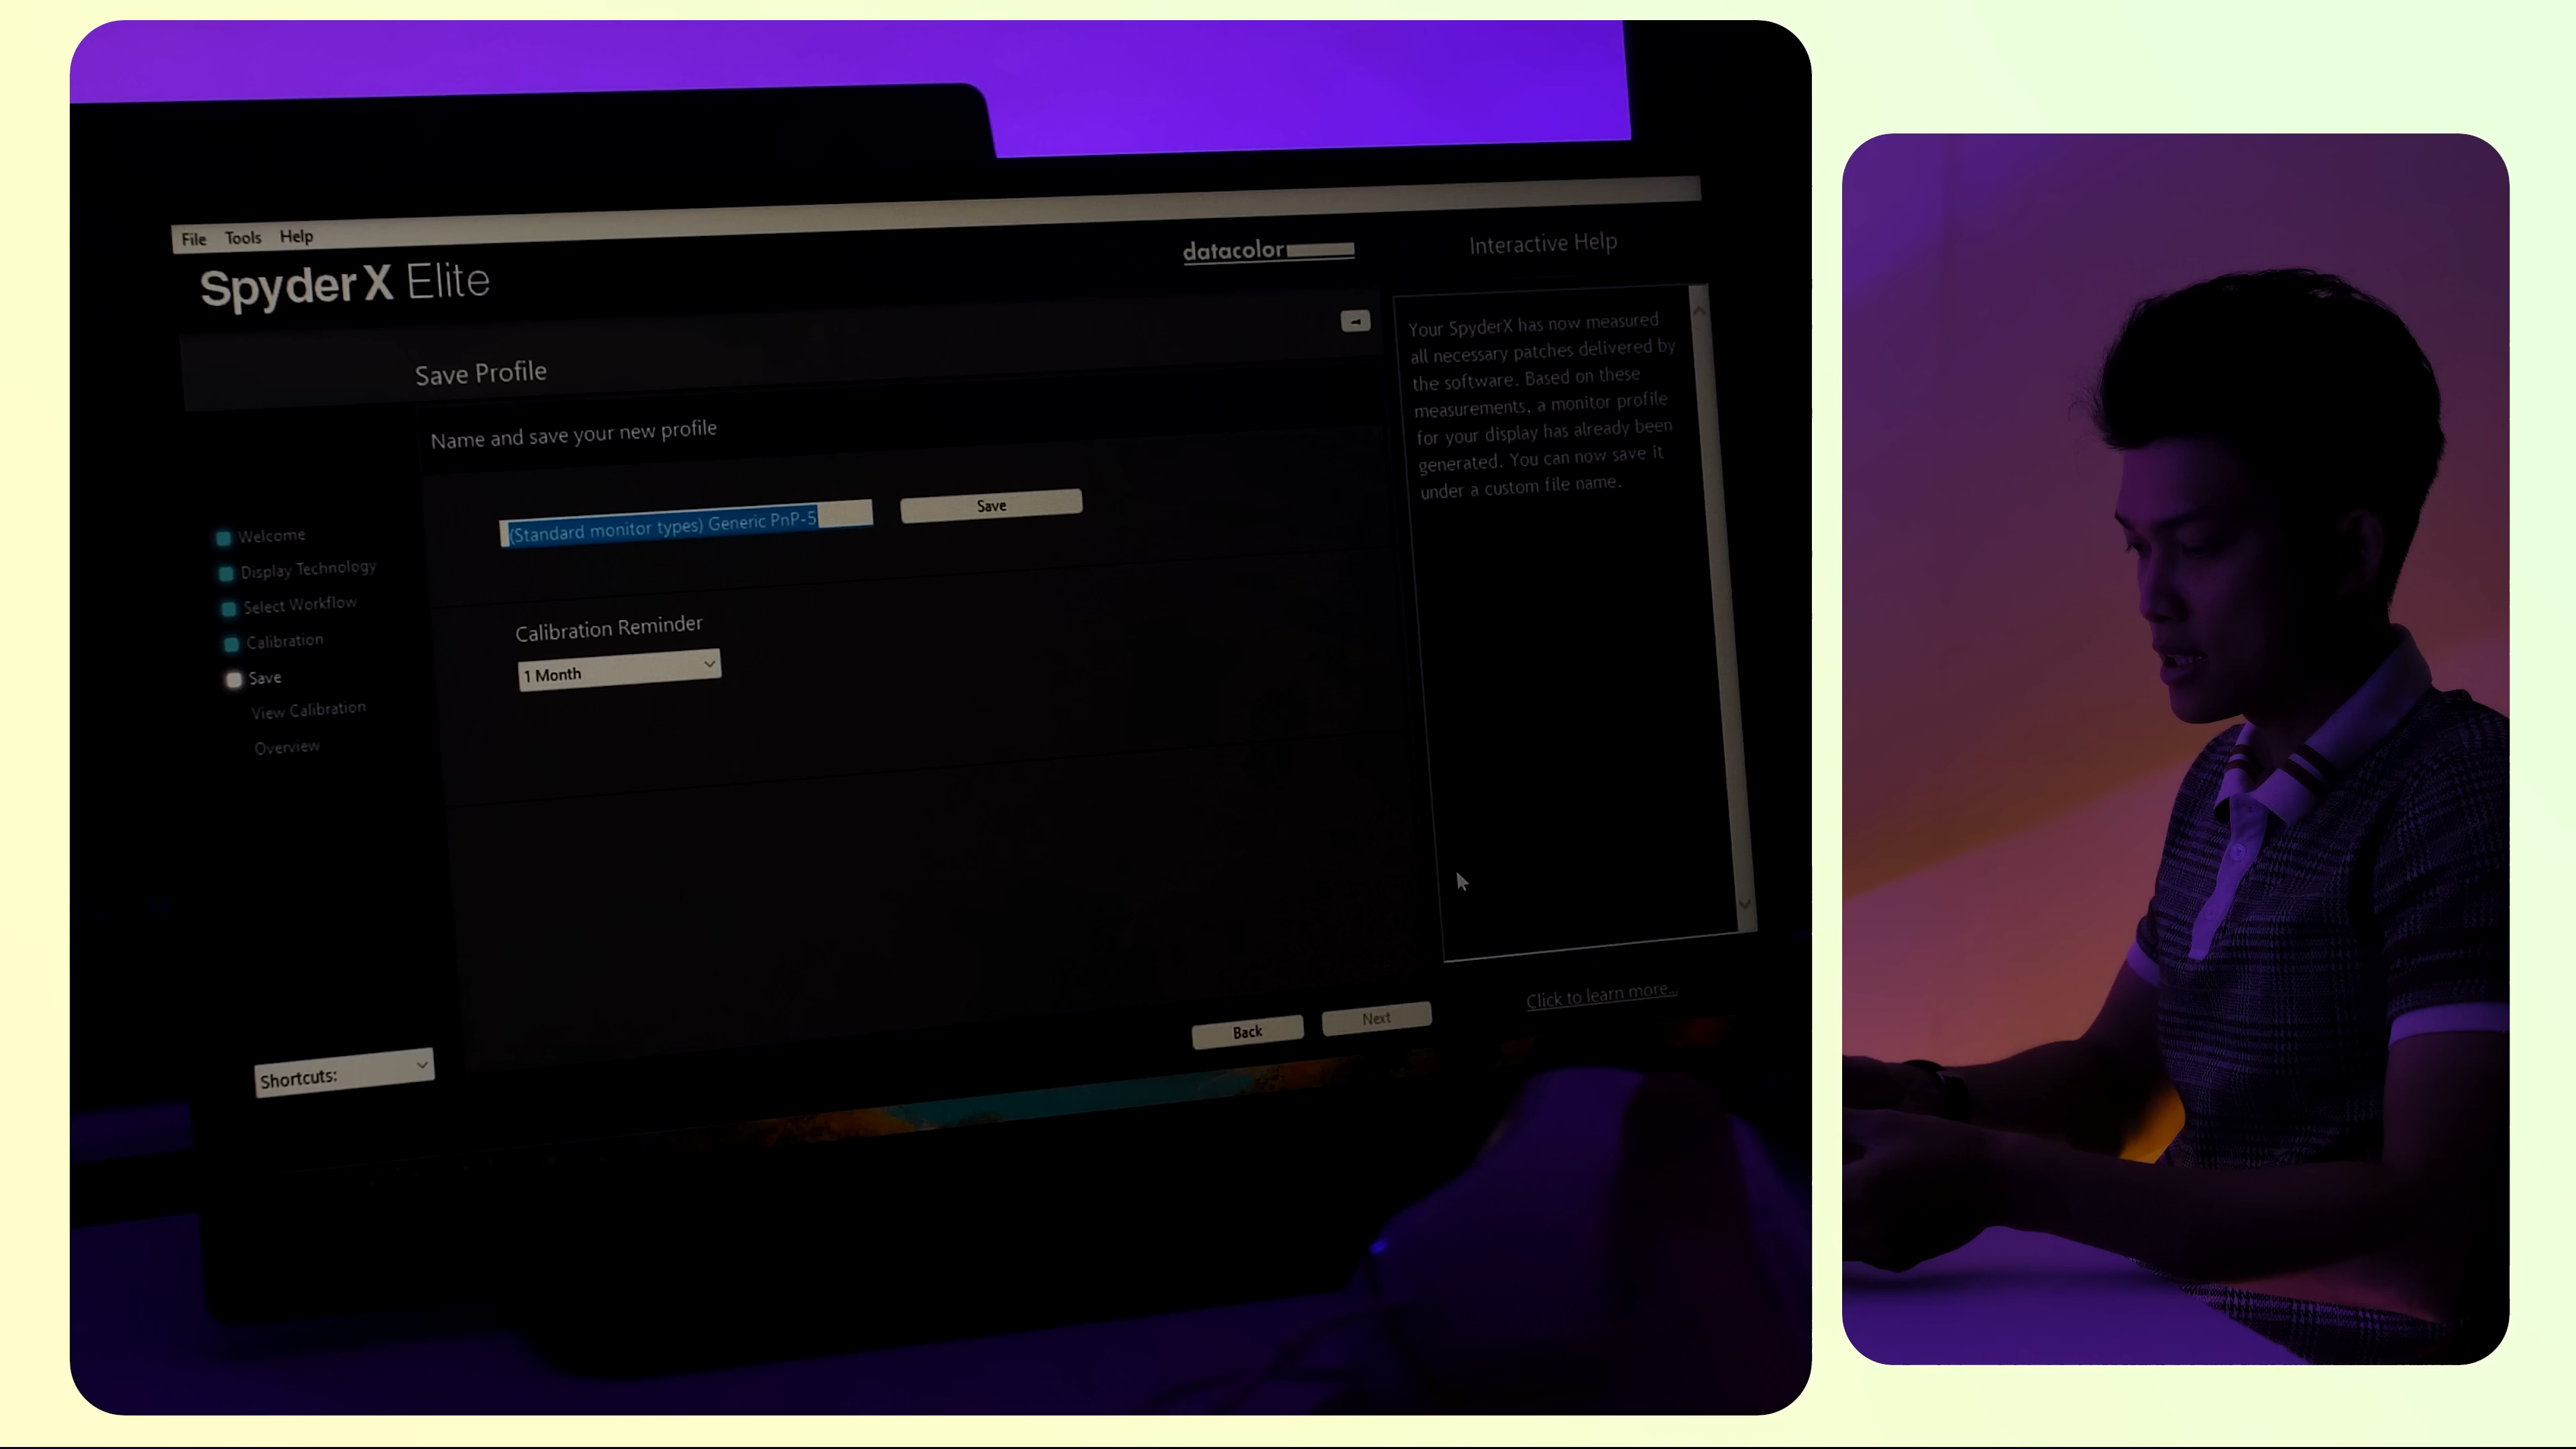 File Tools Help
SpyderX Elite
datacolor
Interactive Help
Save Profile
Name and save your new profile
(Standard monitor types) Generic PnP-5
Save
Calibration Reminder
1 Month
Welcome
Display Technology
Select Workflow
Calibration
Save
View Calibration
Overview
Your SpyderX has now measured
all necessary patches delivered by
the software. Based on these
measurements, a monitor profile
for your display has already been
generated. You can now save it
under a custom file name.
Click to learn more...
Back
Next
Shortcuts: